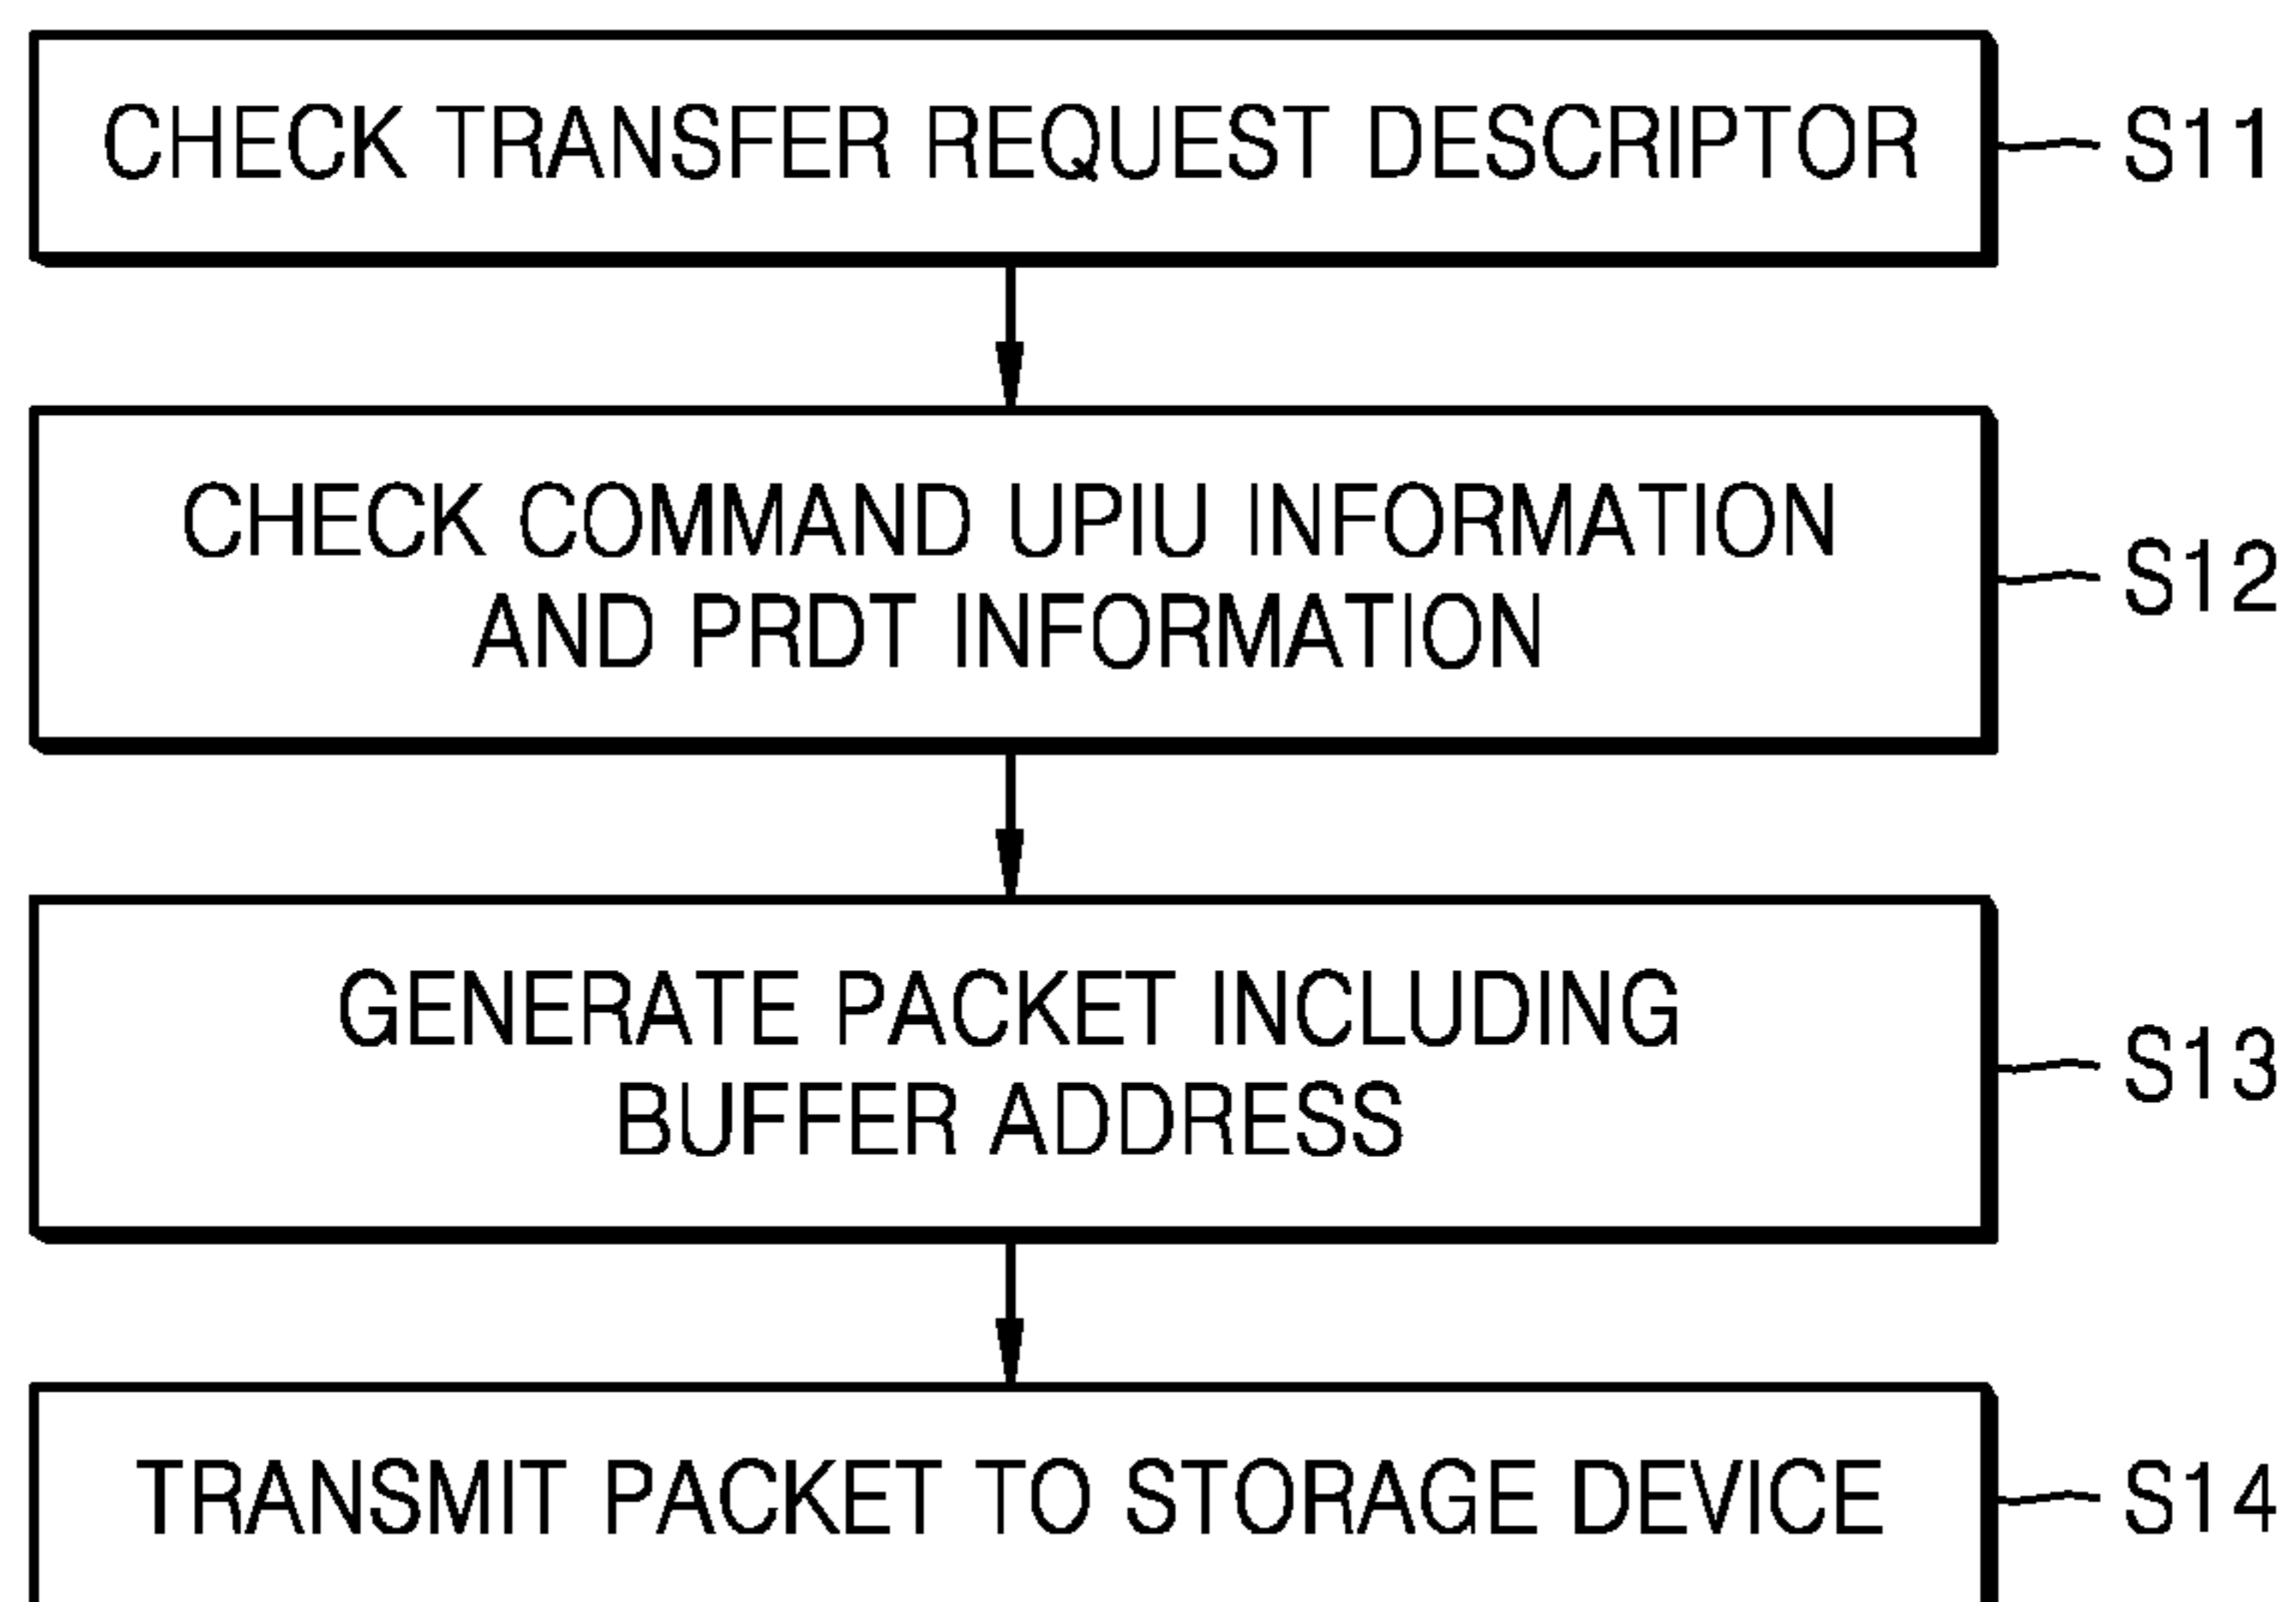 CHECK TRANSFER REQUEST DESCRIPTOR
S11
CHECK COMMAND UPIU INFORMATION
AND PRDT INFORMATION
S12
GENERATE PACKET INCLUDING
BUFFER ADDRESS
S13
TRANSMIT PACKET TO STORAGE DEVICE
S14